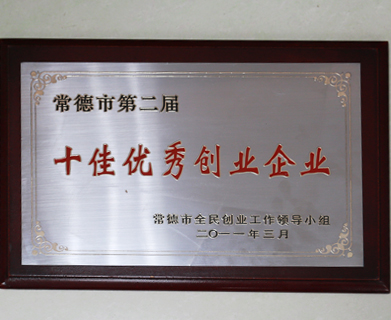 常德市第二届
十佳优秀创业企业
常德市全民创业工作领导小组
二〇一一年三月